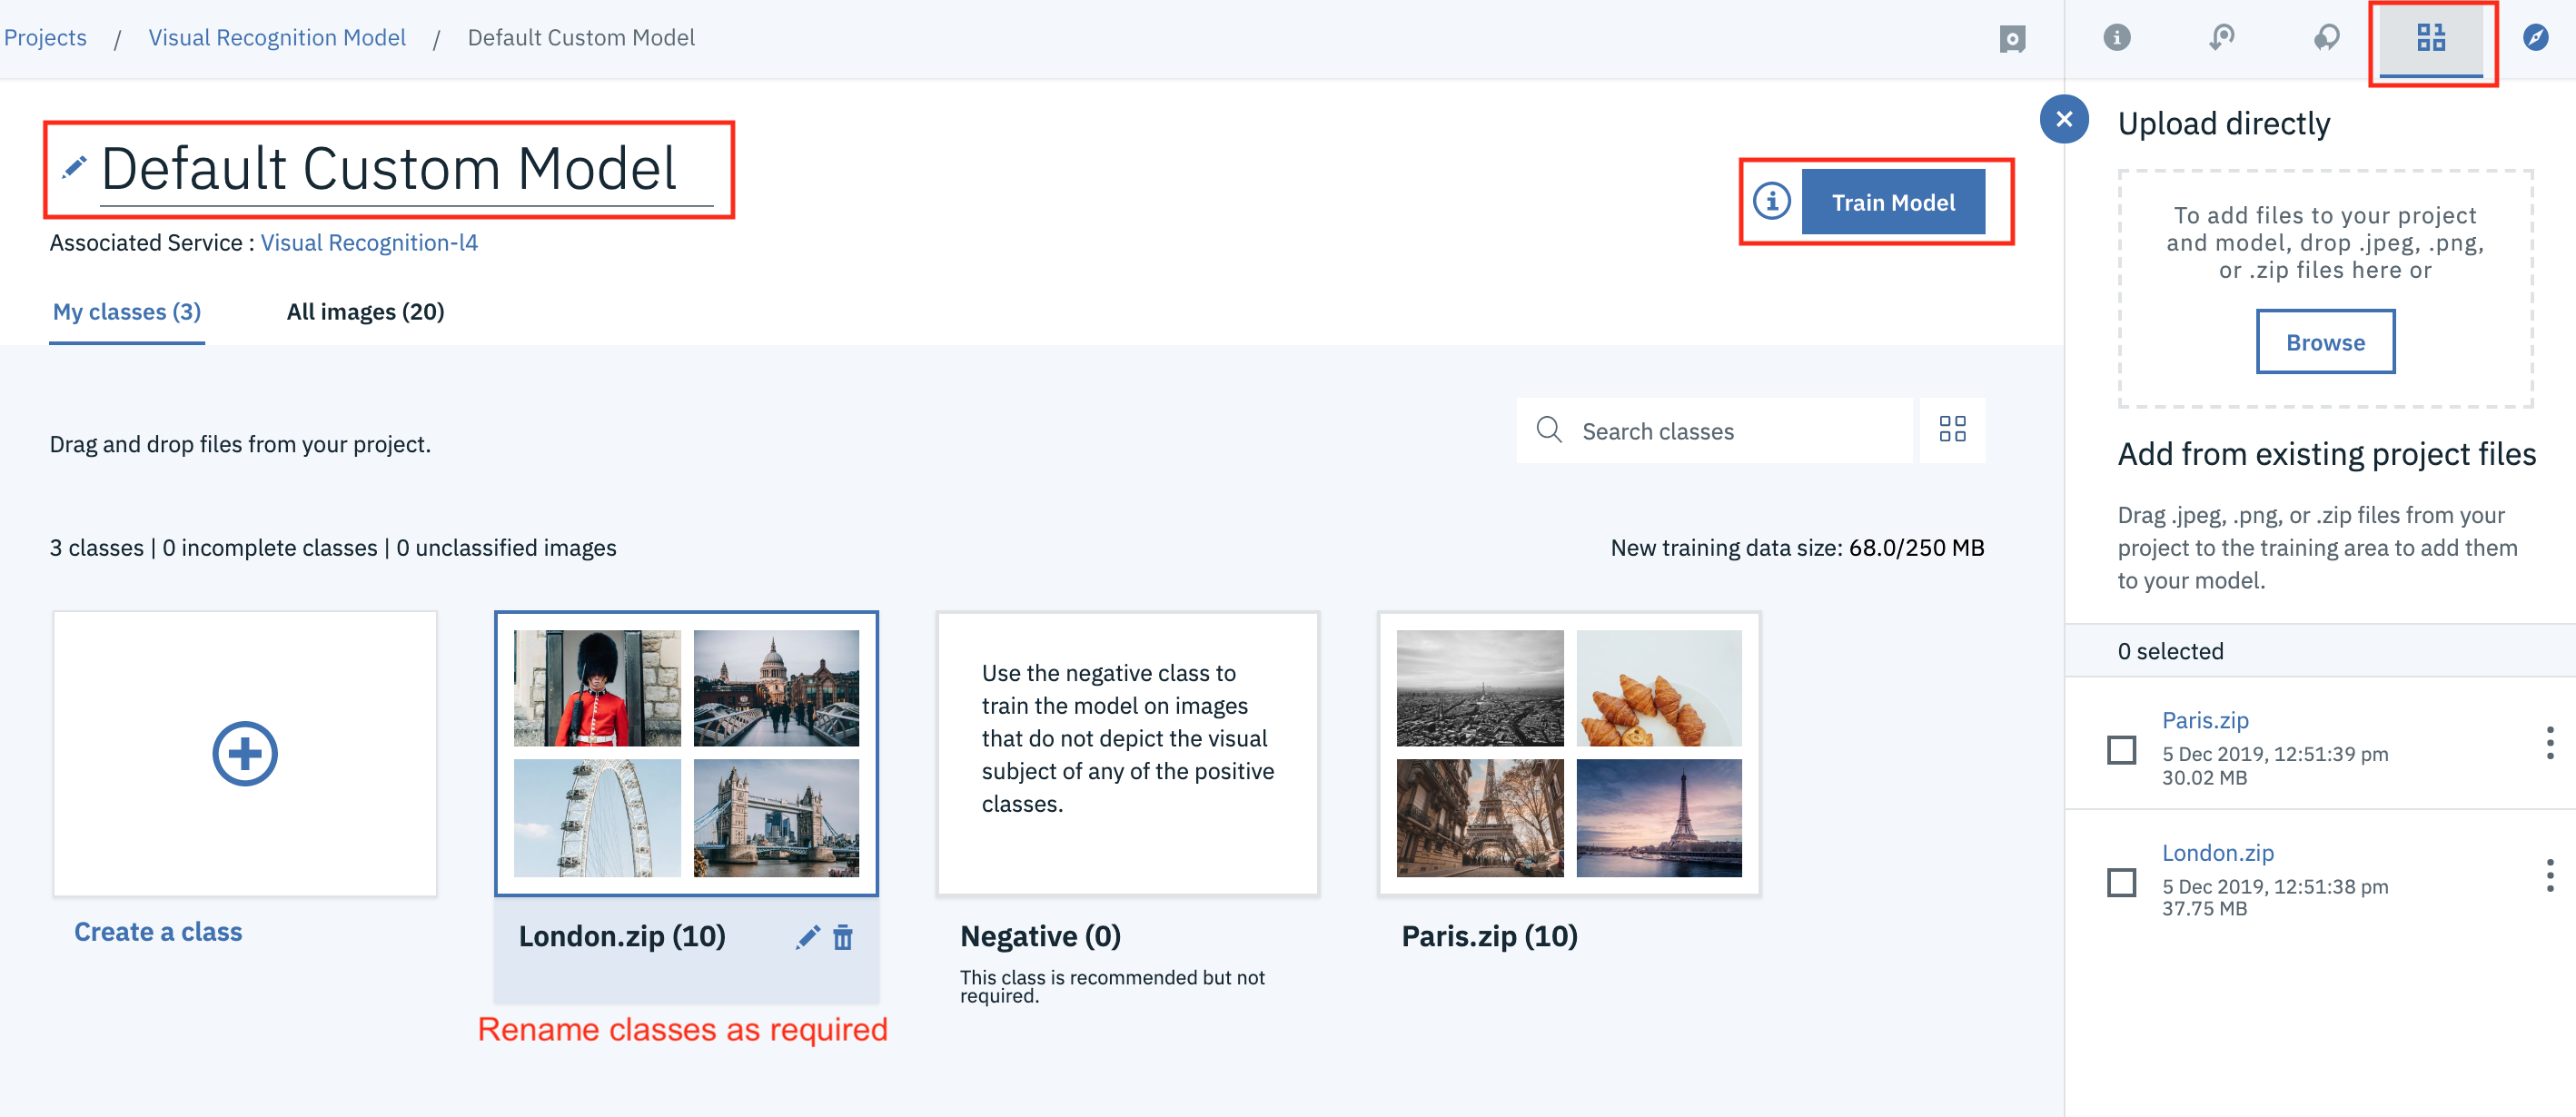 Projects / Visual Recognition Model / Default Custom Model
Default Custom Model
Associated Service : Visual Recognition-l4
Train Model
My classes (3)
All images (20)
Drag and drop files from your project.
Search classes
3 classes | 0 incomplete classes | 0 unclassified images
New training data size: 68.0/250 MB
Create a class
London.zip (10)
Rename classes as required
Use the negative class to
train the model on images
that do not depict the visual
subject of any of the positive
classes.
Negative (0)
This class is recommended but not
required.
Paris.zip (10)
Upload directly
To add files to your project
and model, drop .jpeg, .png,
or .zip files here or
Browse
Add from existing project files
Drag .jpeg, .png, or .zip files from your
project to the training area to add them
to your model.
0 selected
Paris.zip
5 Dec 2019, 12:51:39 pm
30.02 MB
London.zip
5 Dec 2019, 12:51:38 pm
37.75 MB